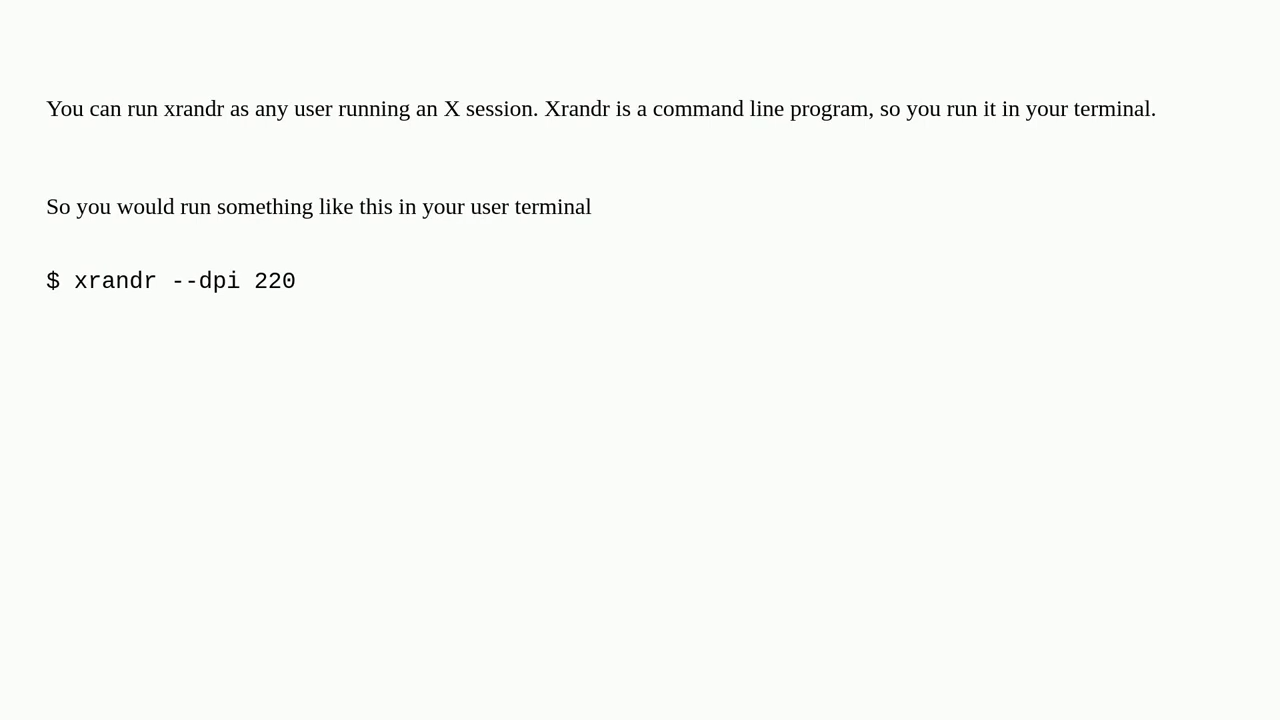 You can run xrandr as any user running an X session. Xrandr is a command line program, so you run it in your terminal.
So you would run something like this in your user terminal
$ xrandr --dpi 220